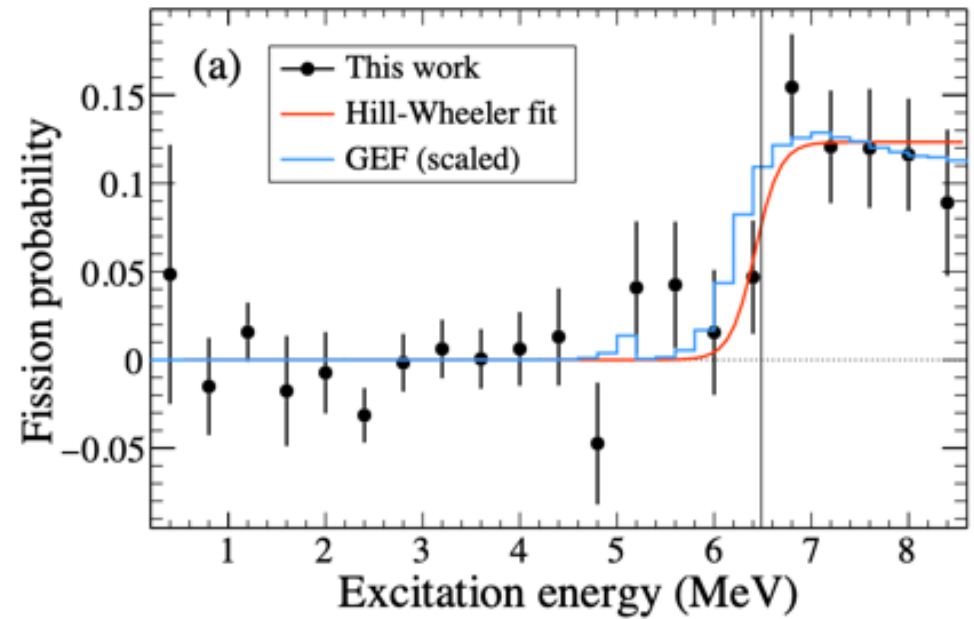 (a)
This work
Hill-Wheeler fit
GEF (scaled)
Fission probability
0.15
0.1
0.05
0
−0.05
1 2 3 4 5 6 7 8
Excitation energy (MeV)